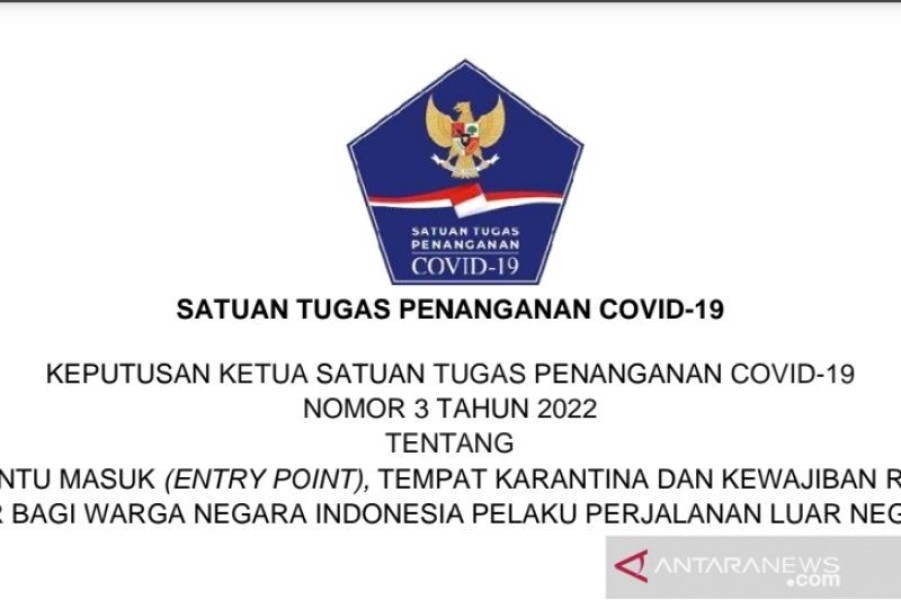 SATUAN TUGAS
PENANGANAN
COVID-19
SATUAN TUGAS PENANGANAN COVID-19
KEPUTUSAN KETUA SATUAN TUGAS PENANGANAN COVID-19
NOMOR 3 TAHUN 2022
TENTANG
NTU MASUK (ENTRY POINT), TEMPAT KARANTINA DAN KEWAJIBAN R
R BAGI WARGA NEGARA INDONESIA PELAKU PERJALANAN LUAR NEG
ANTARANEWS
.com